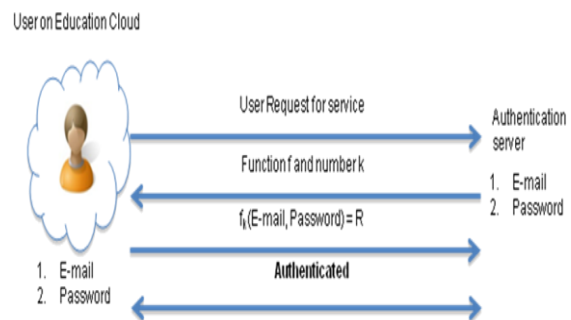 User on Education Cloud
User Request for service
Authentication
server
Function f and number k
1. E-mail
2. Password
fk(E-mail, Password) = R
Authenticated
1. E-mail
2. Password